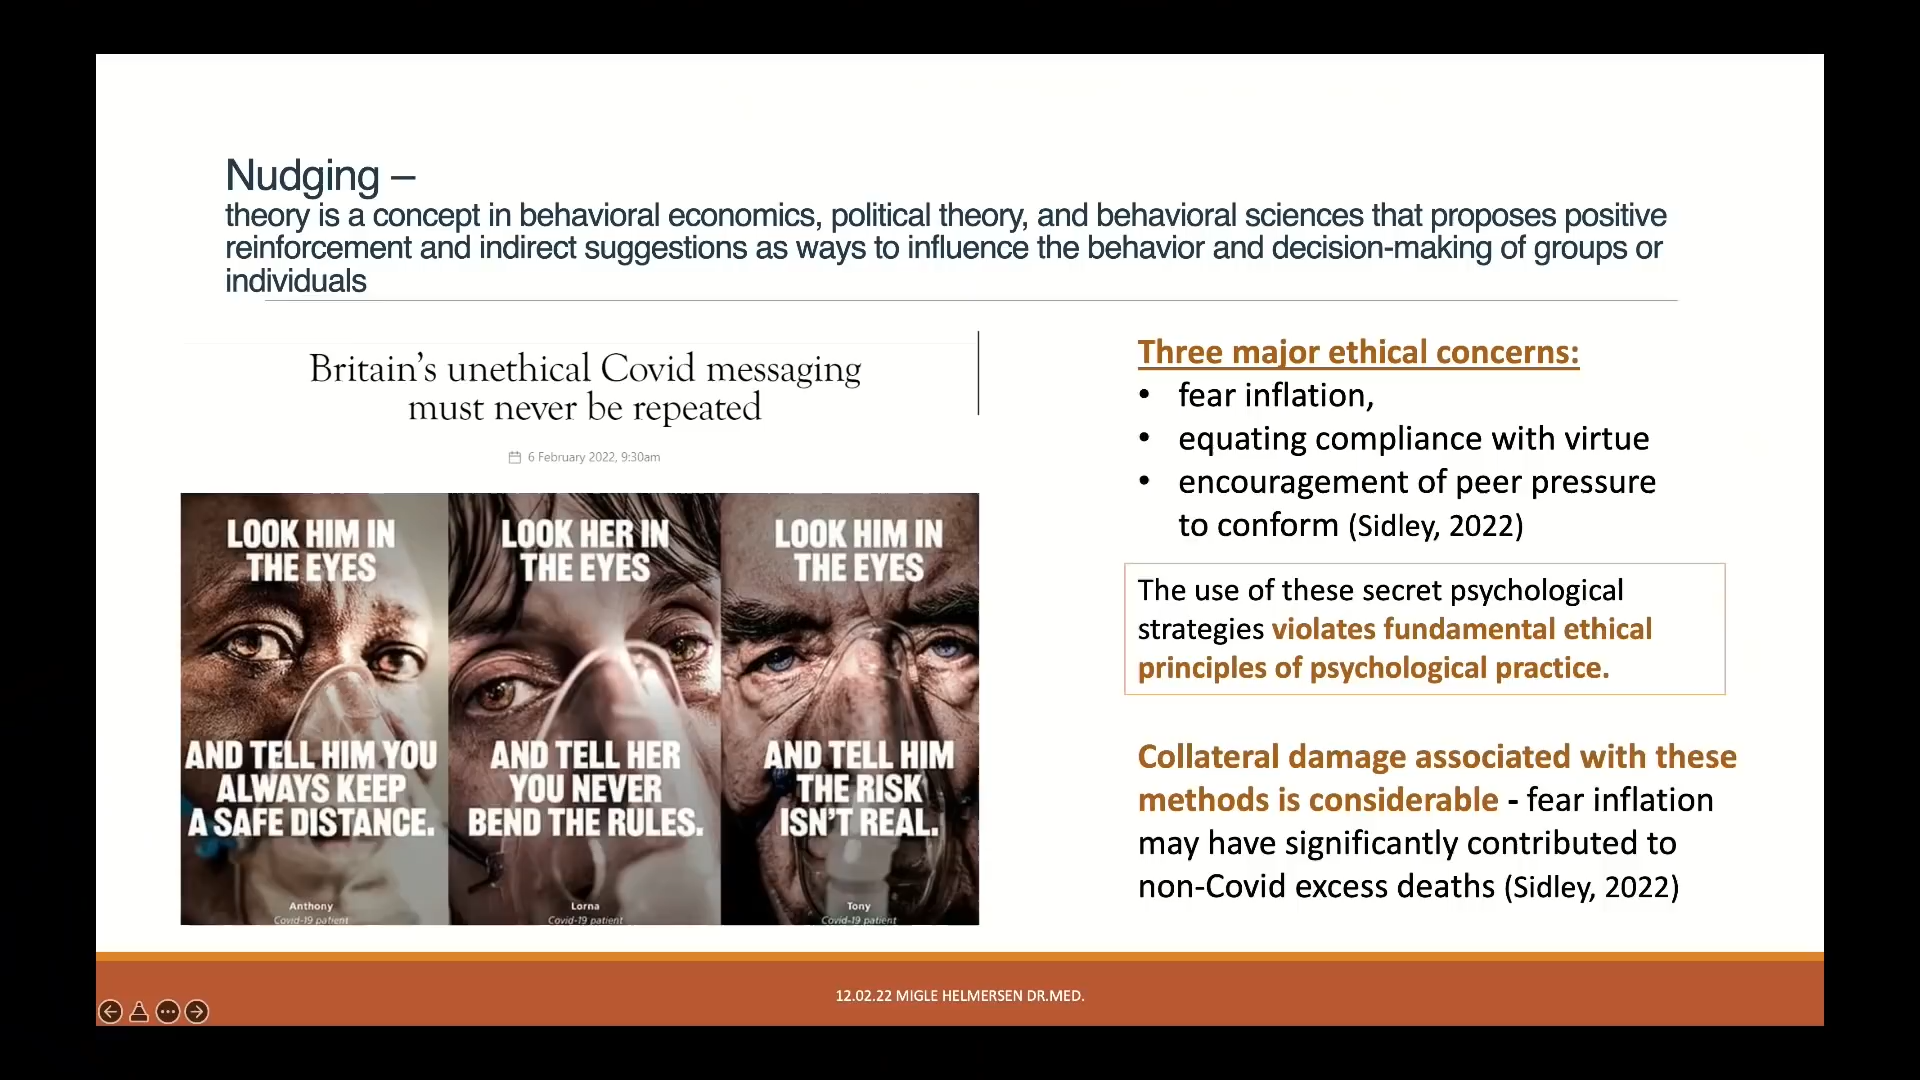 Nudging –
theory is a concept in behavioral economics, political theory, and behavioral sciences that proposes positive
reinforcement and indirect suggestions as ways to influence the behavior and decision-making of groups or
individuals
Britain's unethical Covid messaging
must never be repeated
6 February 2022, 9:30am
LOOK HIM IN
THE EYES
AND TELL HIM YOU
ALWAYS KEEP
A SAFE DISTANCE.
Anthony
Covid-19 patient
LOOK HER IN
THE EYES
AND TELL HER
YOU NEVER
BEND THE RULES.
Lorna
Covid-19 patient
LOOK HIM IN
THE EYES
AND TELL HIM
THE RISK
ISN'T REAL.
Tony
Covid-19 patient
Three major ethical concerns:
• fear inflation,
• equating compliance with virtue
• encouragement of peer pressure
to conform (Sidley, 2022)
The use of these secret psychological
strategies violates fundamental ethical
principles of psychological practice.
Collateral damage associated with these
methods is considerable - fear inflation
may have significantly contributed to
non-Covid excess deaths (Sidley, 2022)
12.02.22 MIGLE HELMERSEN DR.MED.